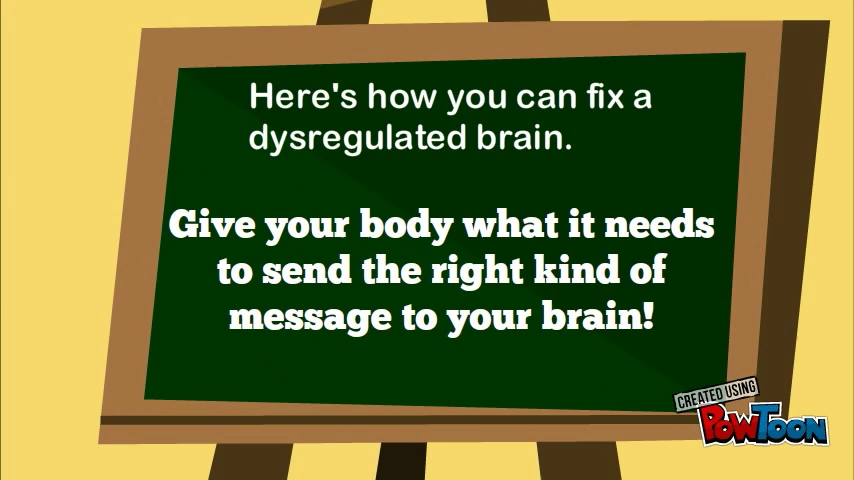 Here's how you can fix a
dysregulated brain.
Give your body what it needs
to send the right kind of
message to your brain!
CREATED USING
POWTOON